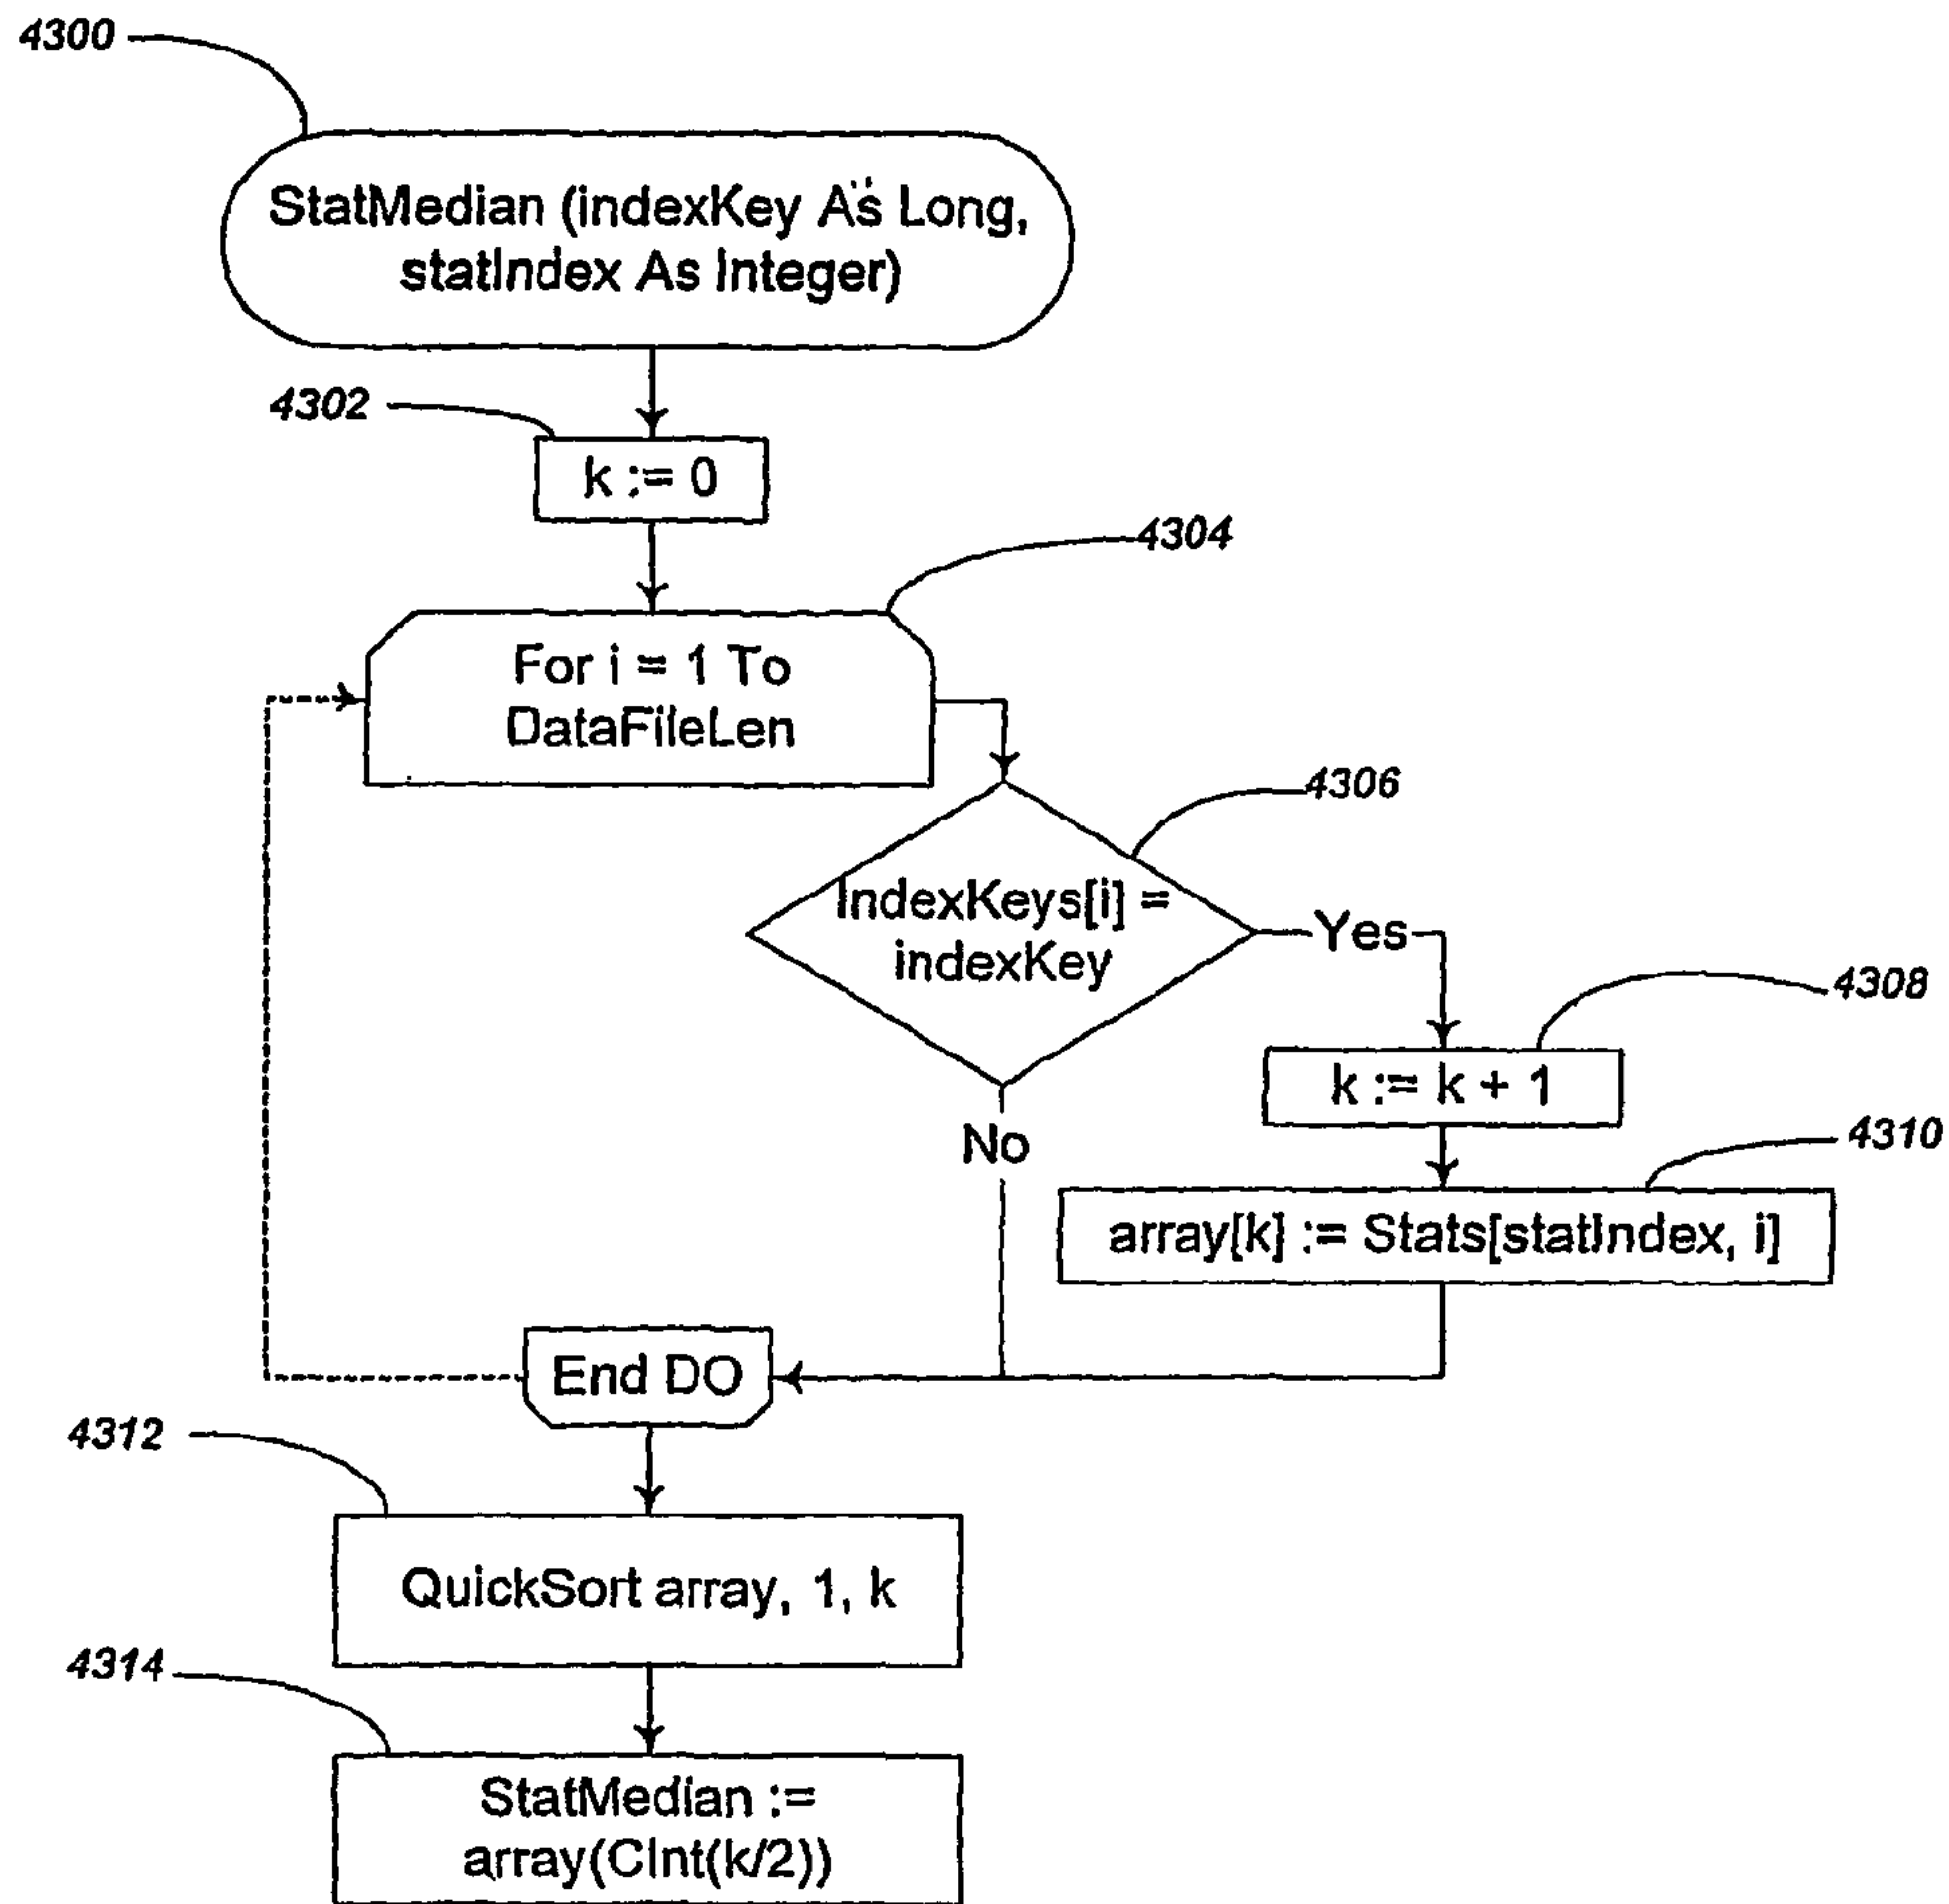 4300
StatMedian (indexKey As Long,
statIndex As Integer)
4302
k := 0
4304
For i = 1 To
DataFileLen
4306
IndexKeys[i] =
indexKey
Yes
4308
k := k + 1
No
4310
array[k] := Stats[statIndex, i]
End DO
4312
QuickSort array, 1, k
4314
StatMedian :=
array(CInt(k/2))